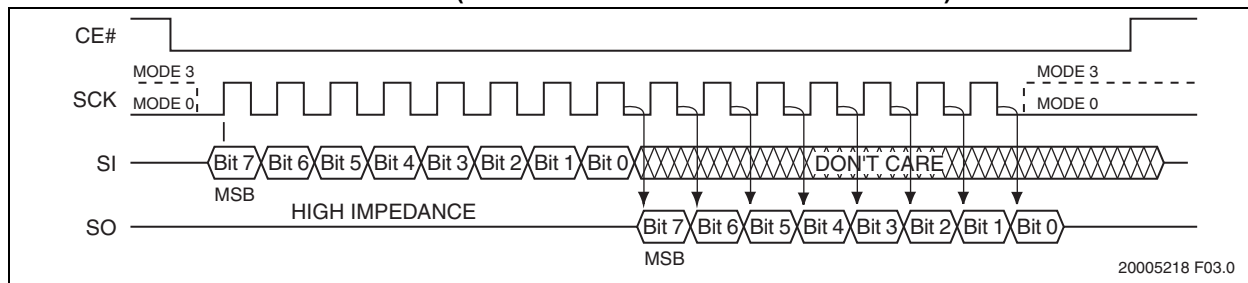 CE#
MODE 3
MODE 3
SCK
MODE 0
MODE 0
SI
Bit 7 Bit 6 Bit 5 Bit 4 Bit 3 Bit 2 Bit 1 Bit 0 DON'T CARE
MSB
HIGH IMPEDANCE
SO
Bit 7 Bit 6 Bit 5 Bit 4 Bit 3 Bit 2 Bit 1 Bit 0
MSB
20005218 F03.0